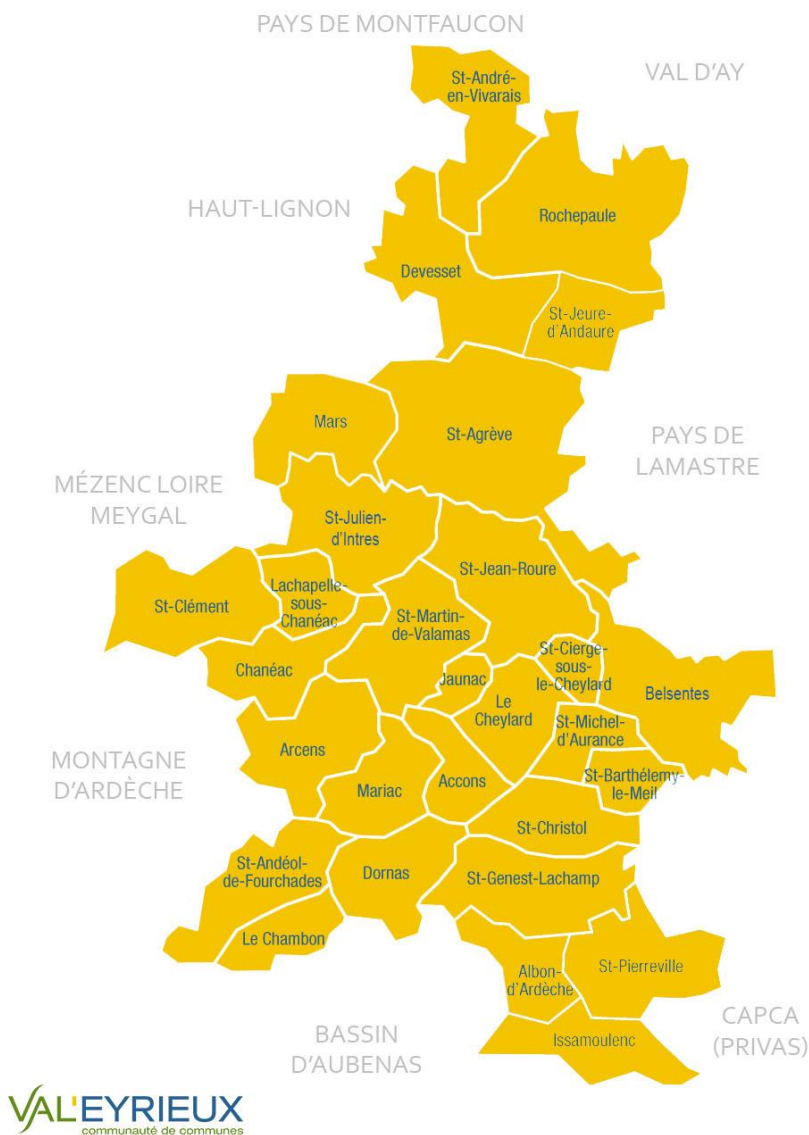 PAYS DE MONTFAUCON
VAL D'AY
St-André-
en-Vivarais
HAUT-LIGNON
Rochepaule
Devesset
St-Jeure-
d'Andaure
Mars
St-Agrève
PAYS DE
LAMASTRE
MÉZENC LOIRE
MEYGAL
St-Julien-
d'Intres
St-Jean-Roure
St-Clément
Lachapelle-
sous-
Chanéac
St-Martin-
de-Valamas
St-Cierge-
sous-
le-Cheylard
Chanéac
Jaunac
Le
Cheylard
Belsentes
St-Michel-
d'Aurance
Arcens
MONTAGNE
D'ARDÈCHE
Mariac
Accons
St-Barthélemy-
le-Meil
St-Christol
St-Andéol-
de-Fourchades
Dornas
St-Genest-Lachamp
Le Chambon
Albon-
d'Ardèche
St-Pierreville
Issamoulenc
BASSIN
D'AUBENAS
CAPCA
(PRIVAS)
VAL'EYRIEUX
communauté de communes